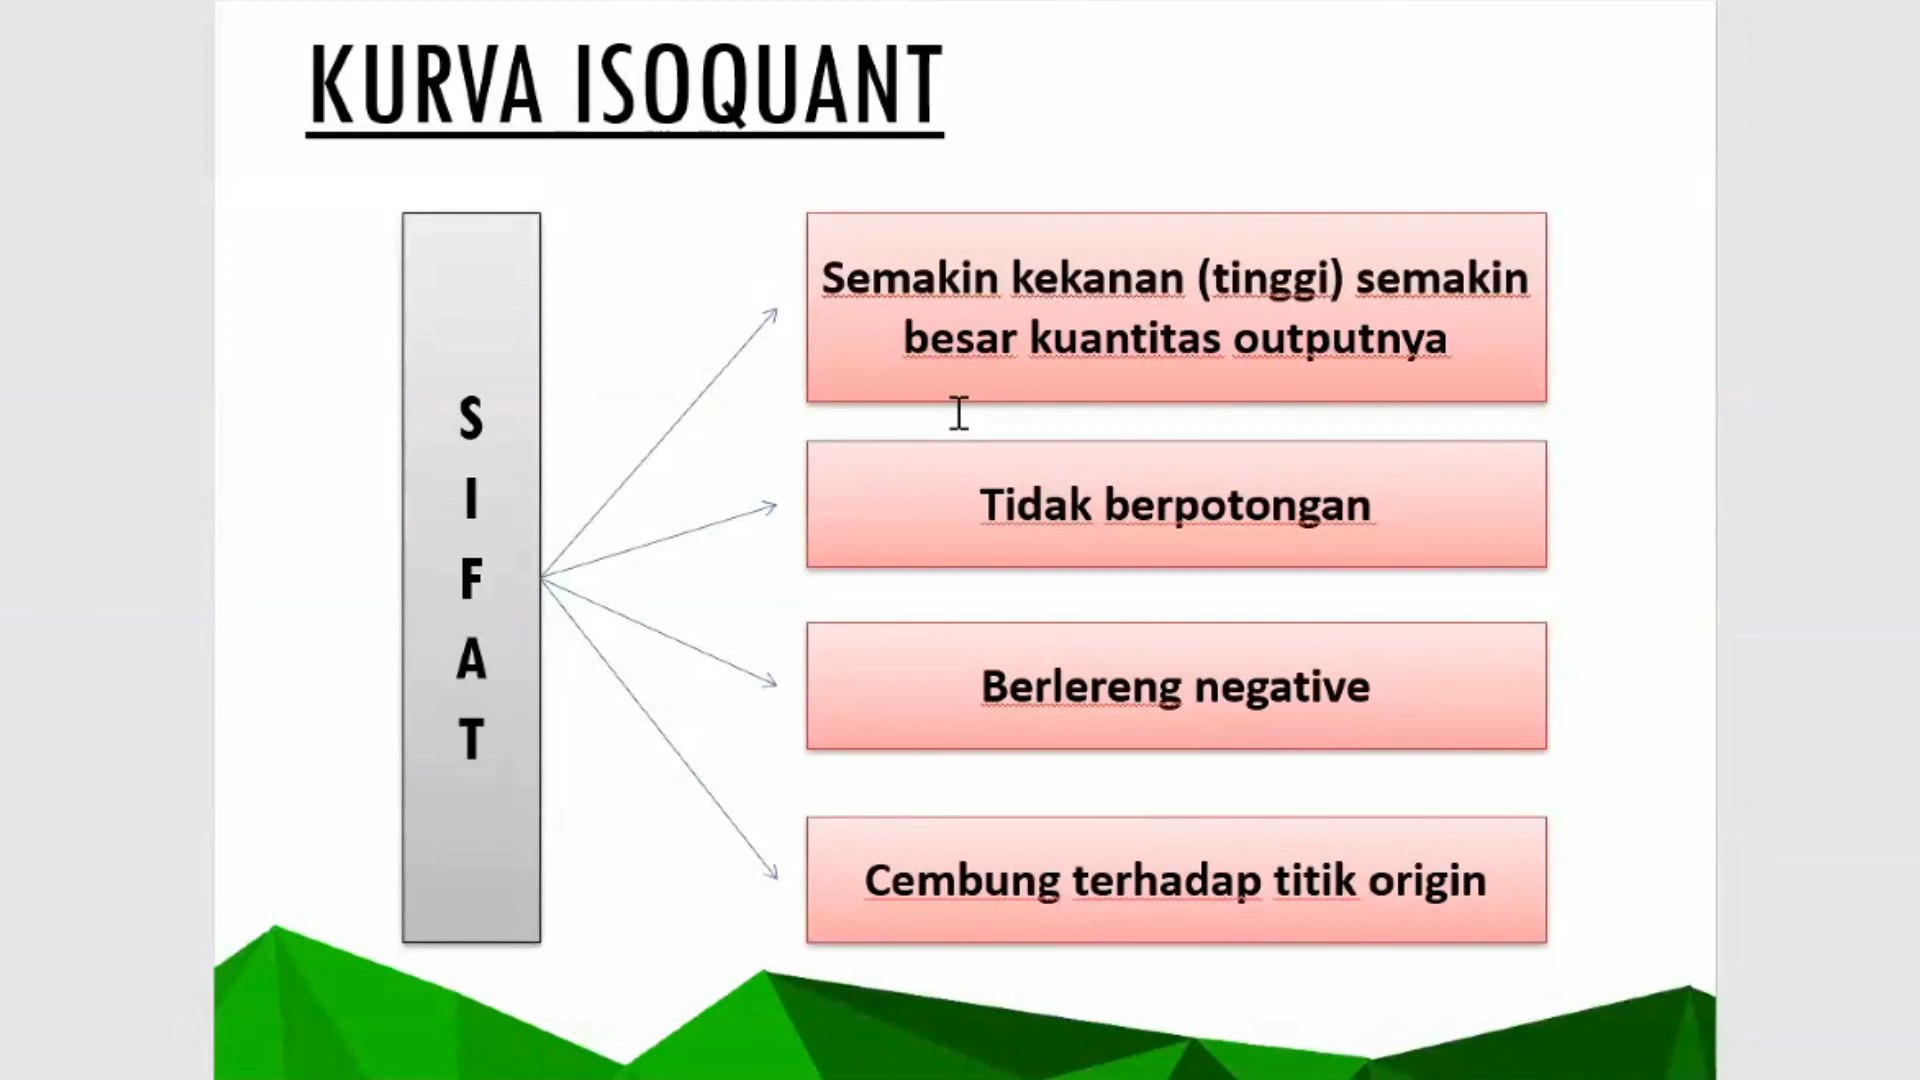 KURVA ISOQUANT
S
I
F
A
T
Semakin kekanan (tinggi) semakin
besar kuantitas outputnya
Tidak berpotongan
Berlereng negative
Cembung terhadap titik origin